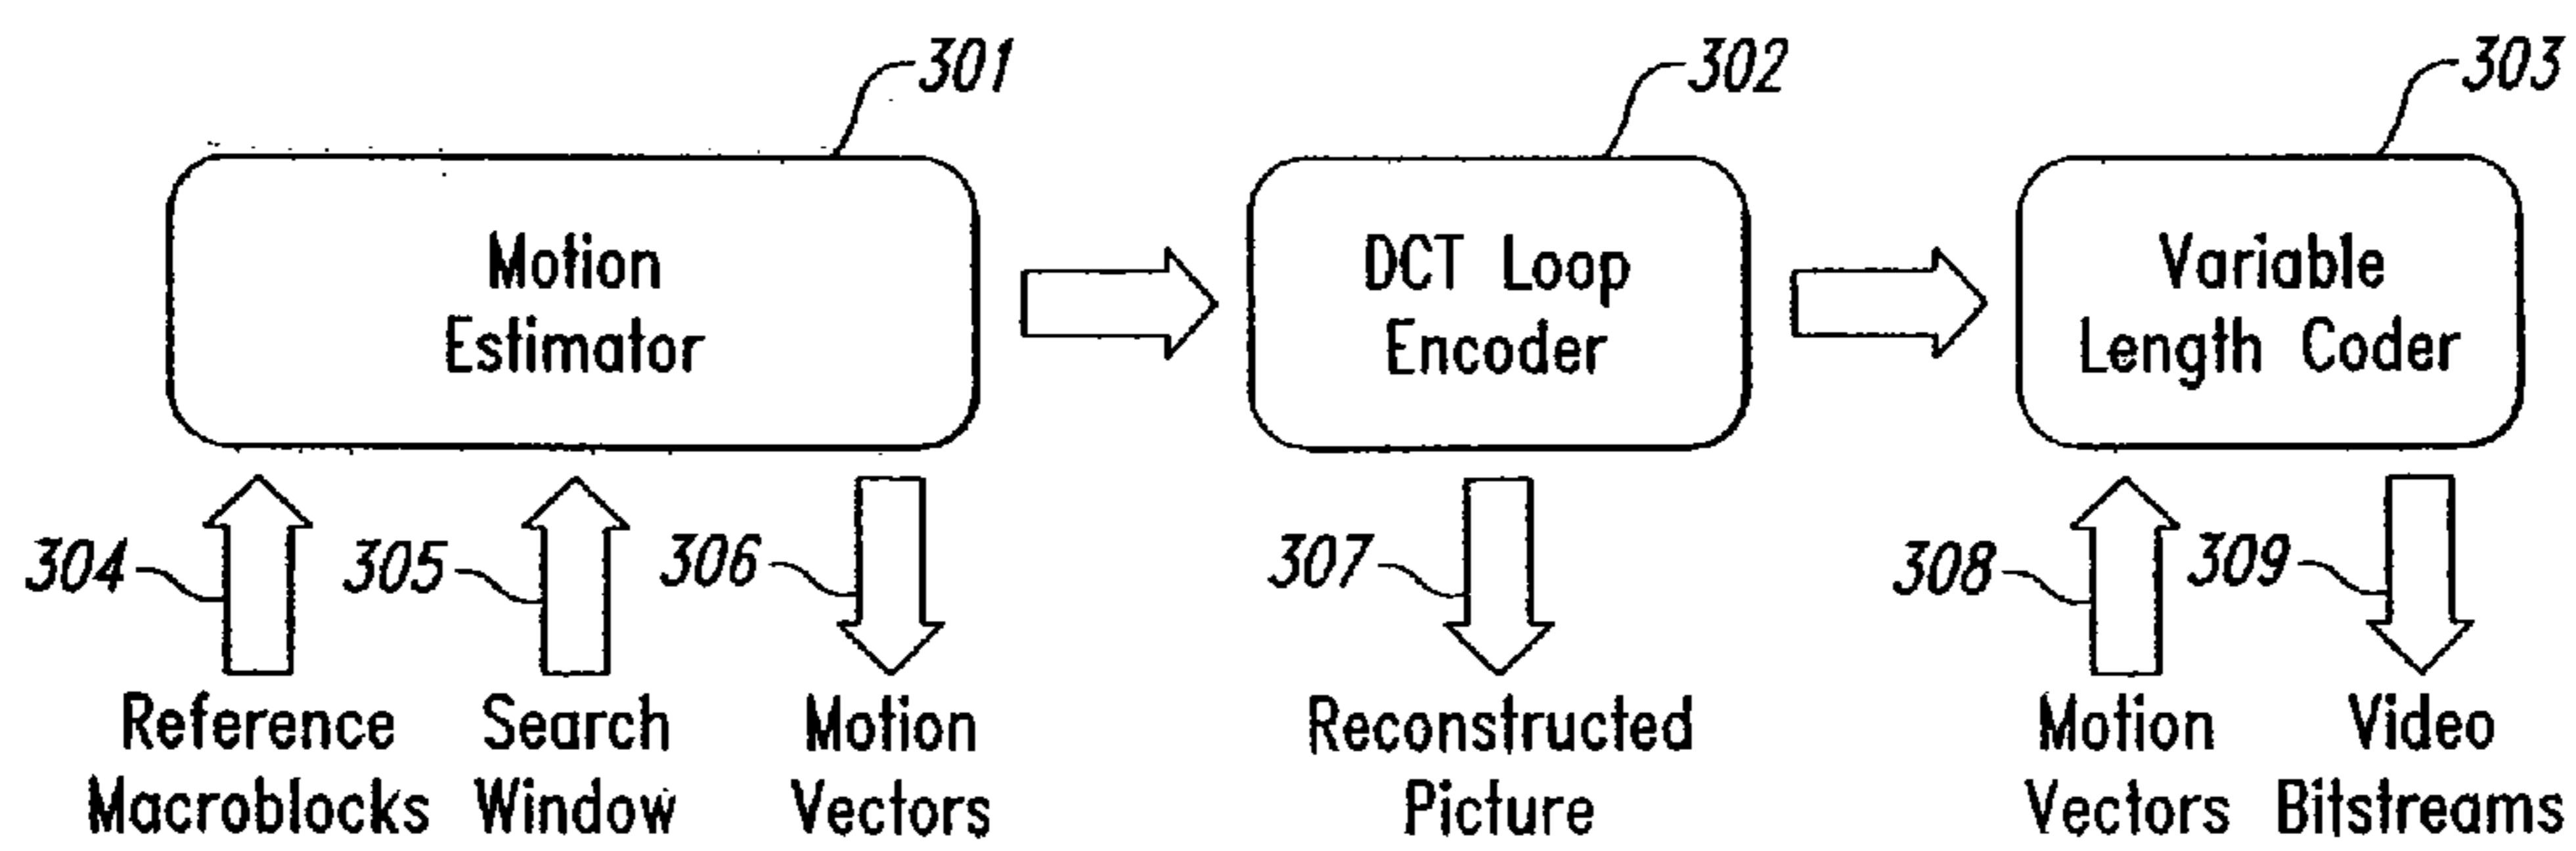 301
302
303
Motion
Estimator
DCT Loop
Encoder
Variable
Length Coder
304
305
306
307
308
309
Reference
Macroblocks
Search
Window
Motion
Vectors
Reconstructed
Picture
Motion
Vectors
Video
Bitstreams